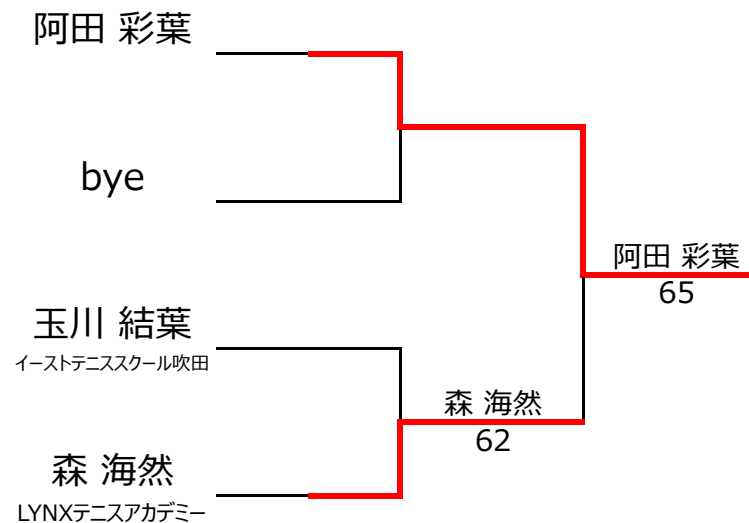 阿田 彩葉
bye
阿田 彩葉
65
玉川 結葉
イーストテニススクール吹田
森 海然
62
森 海然
LYNXテニスアカデミー